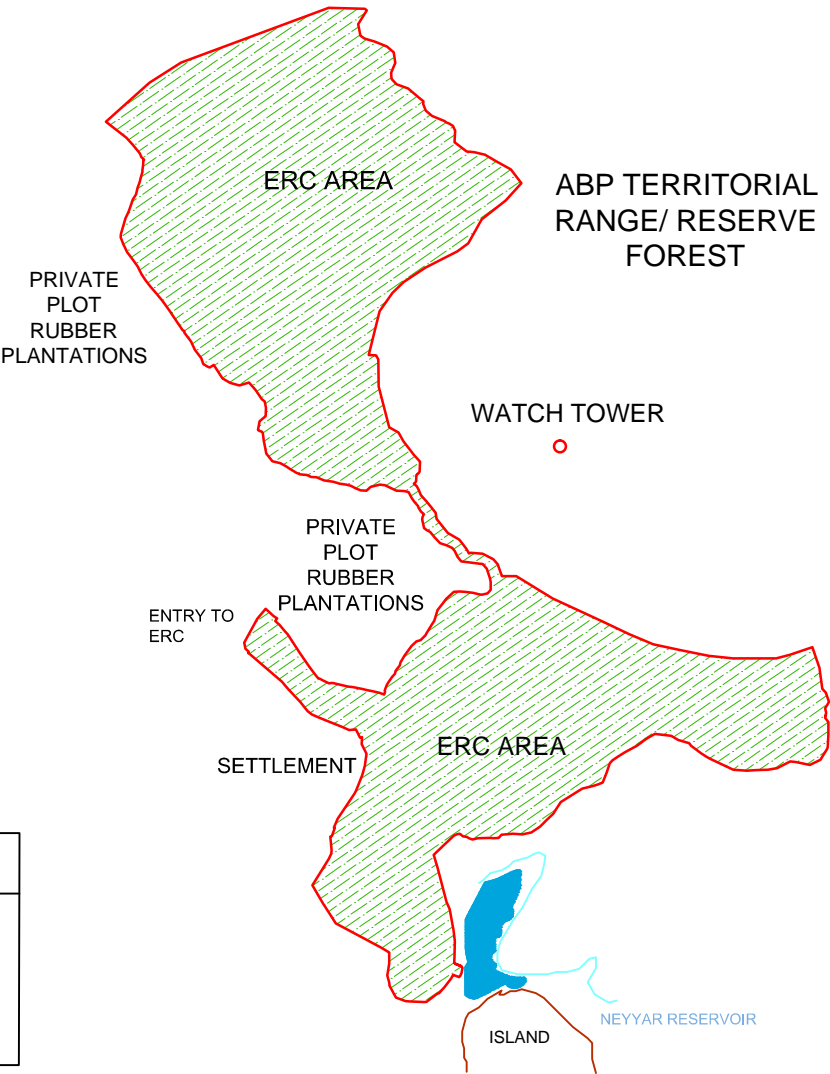 ERC AREA
ABP TERRITORIAL
RANGE/ RESERVE
FOREST
PRIVATE
PLOT
RUBBER
PLANTATIONS
WATCH TOWER
PRIVATE
PLOT
RUBBER
PLANTATIONS
ENTRY TO
ERC
ERC AREA
SETTLEMENT
NEYYAR RESERVOIR
ISLAND